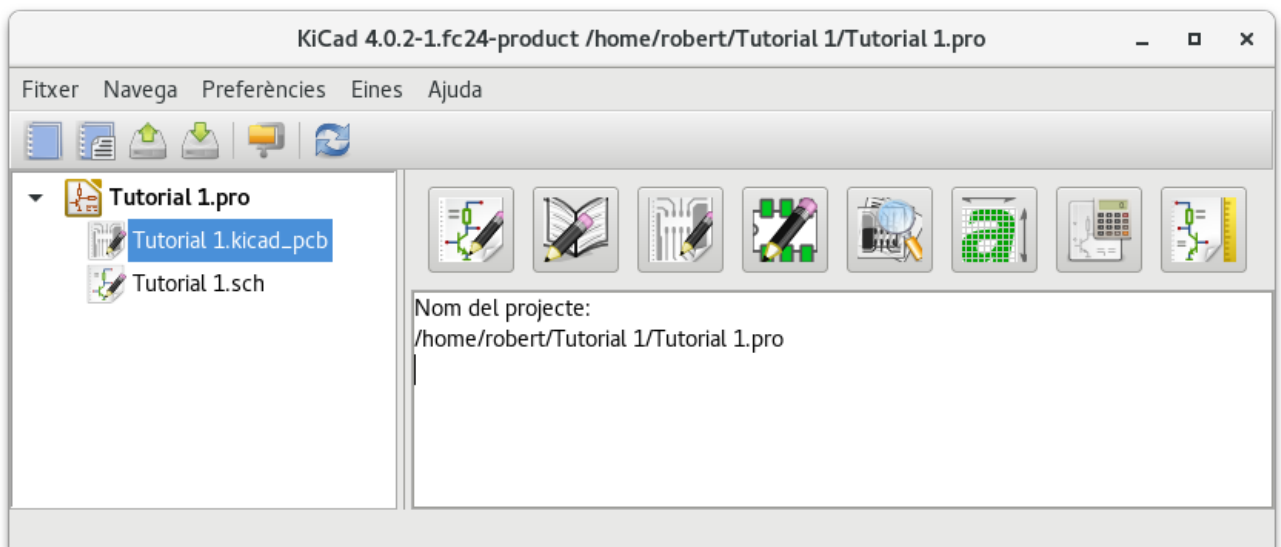 KiCad 4.0.2-1.fc24-product /home/robert/Tutorial 1/Tutorial 1.pro
Fitxer Navega Preferències Eines Ajuda
Tutorial 1.pro
Tutorial 1.kicad_pcb
Tutorial 1.sch
a
Nom del projecte:
/home/robert/Tutorial 1/Tutorial 1.pro